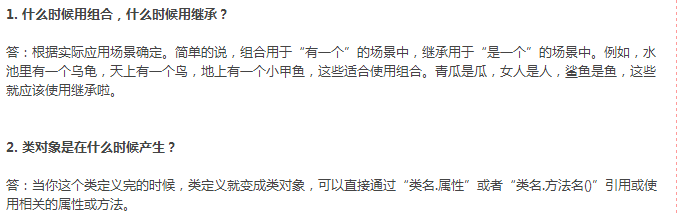 1. 什么时候用组合，什么时候用继承？
答：根据实际应用场景确定。简单的说，组合用于“有一个”的场景中，继承用于“是一个”的场景中。例如，水
池里有一个乌龟，天上有一个鸟，地上有一个小甲鱼，这些适合使用组合。青瓜是瓜，女人是人，鲨鱼是鱼，这些
就应该使用继承啦。
2. 类对象是在什么时候产生？
答：当你这个类定义完的时候，类定义就变成类对象，可以直接通过“类名.属性”或者“类名.方法名()”引用或使
用相关的属性或方法。